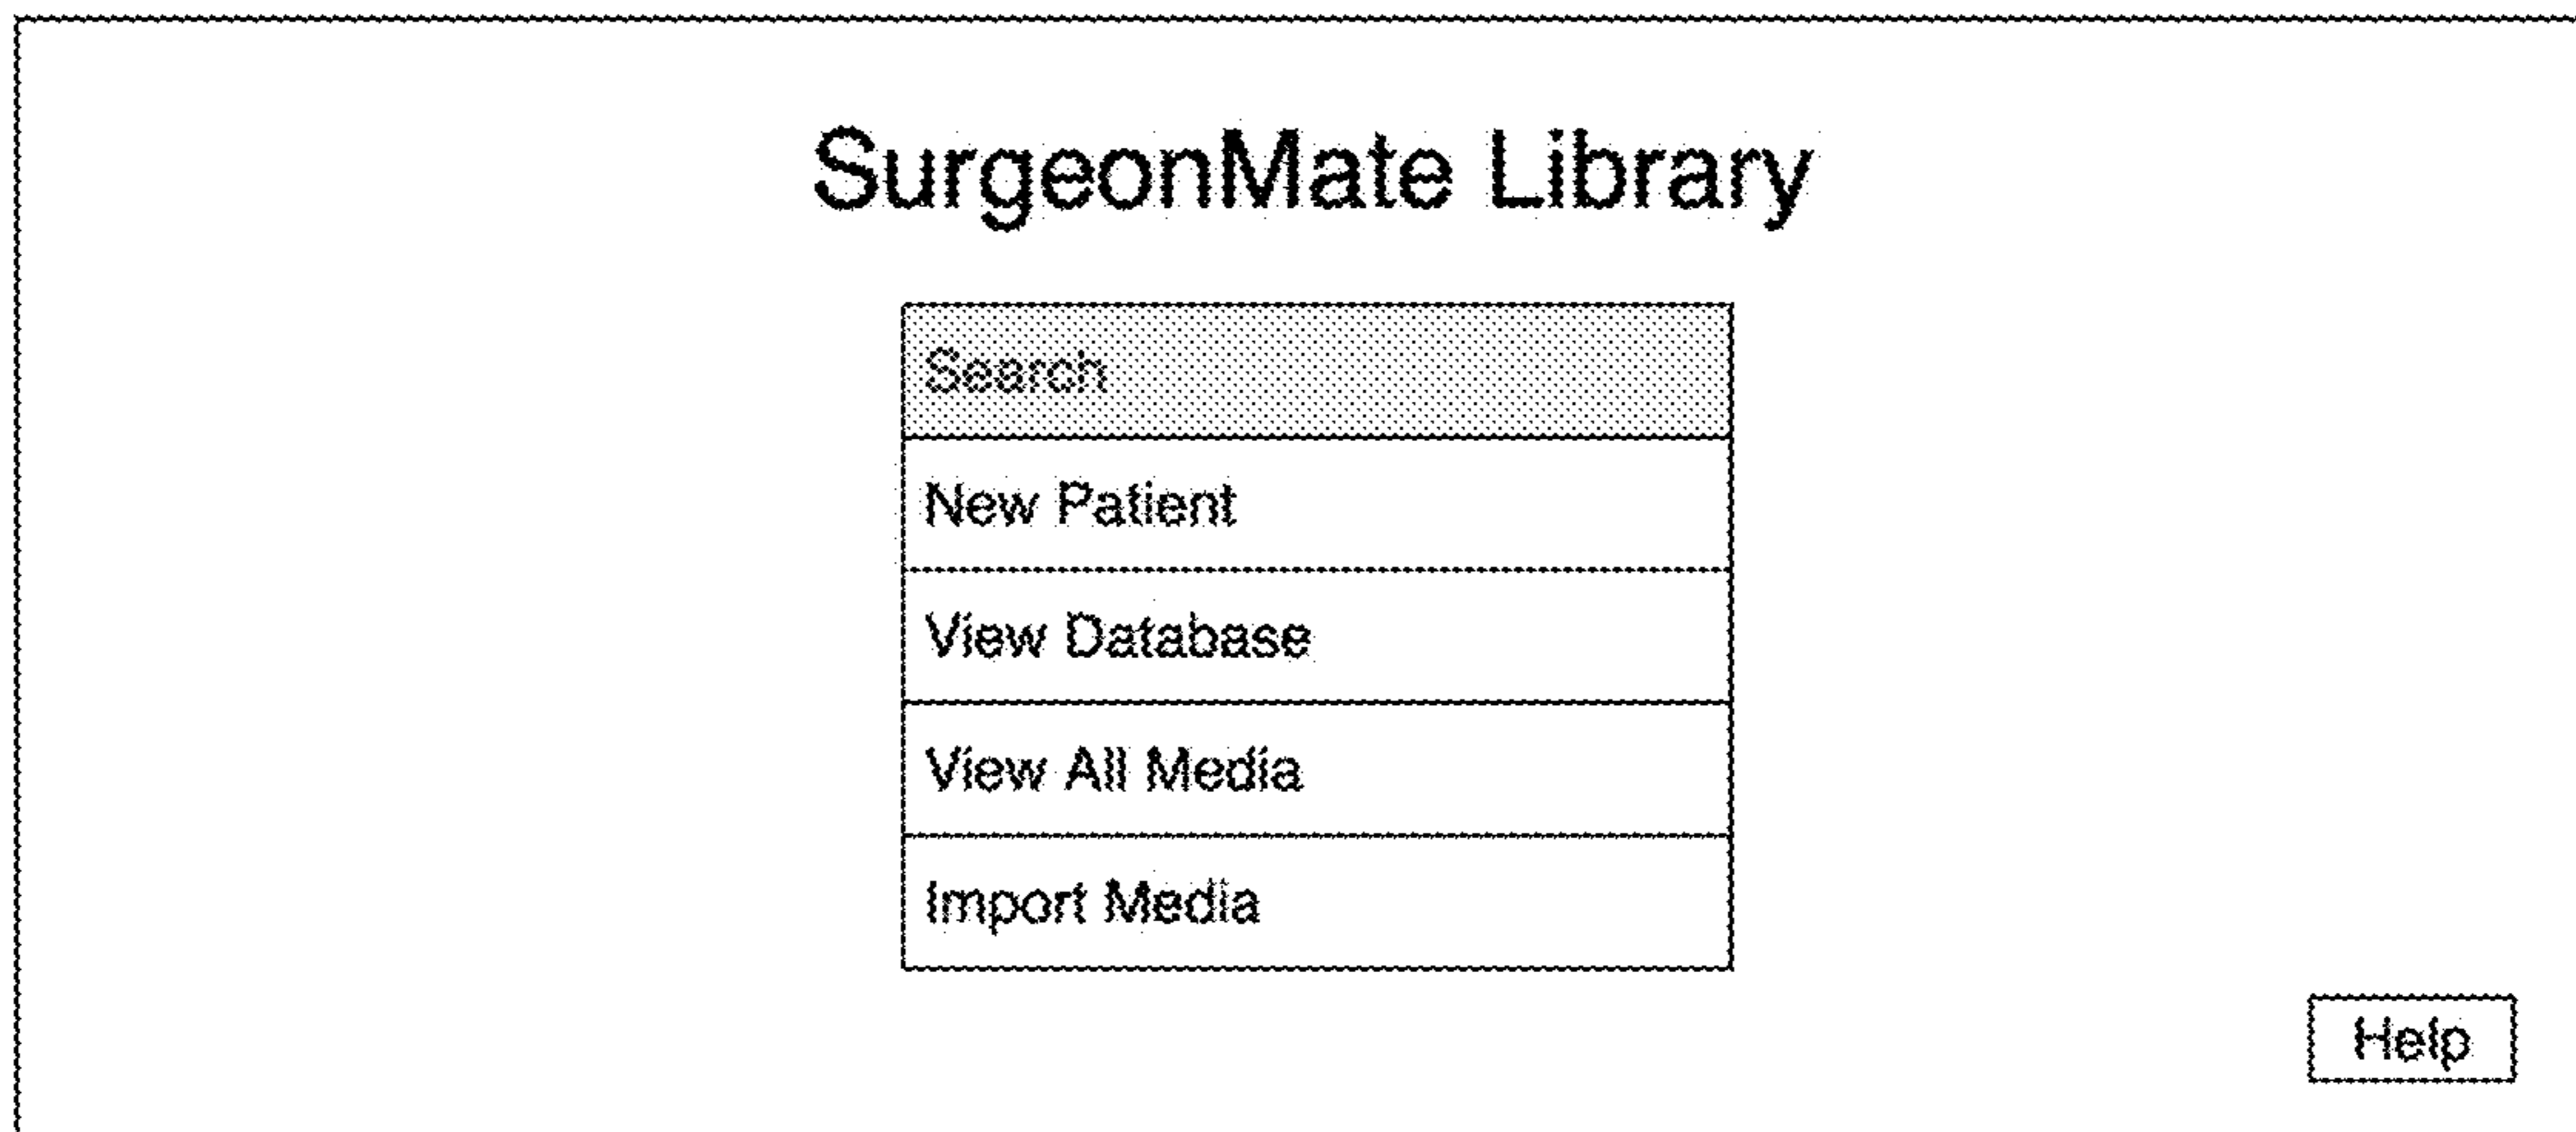 SurgeonMate Library
Search
New Patient
View Database
View All Media
Import Media
Help